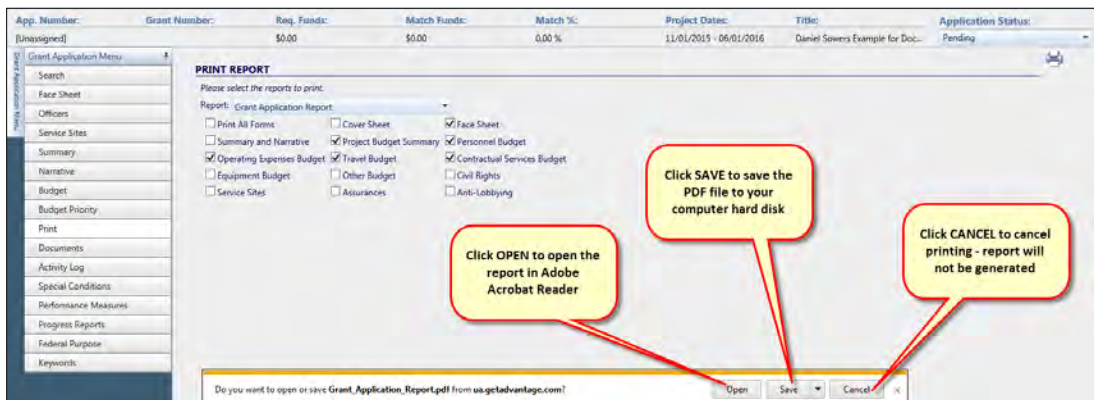 App. Number: Grant Number: Req. Funds: Match Funds: Match %: Project Dates: Title: Application Status:
[Unassigned] $0.00 $0.00 0.00 % 11/01/2015 - 06/01/2016 Daniel Sowers Example for Doc... Pending
Grant Application Menu
Grant Application Menu
Search
Face Sheet
Officers
Service Sites
Summary
Narrative
Budget
Budget Priority
Print
Documents
Activity Log
Special Conditions
Performance Measures
Progress Reports
Federal Purpose
Keywords
PRINT REPORT
Please select the reports to print.
Report: Grant Application Report
Print All Forms Cover Sheet Face Sheet
Summary and Narrative Project Budget Summary Personnel Budget
Operating Expenses Budget Travel Budget Contractual Services Budget
Equipment Budget Other Budget Civil Rights
Service Sites Assurances Anti-Lobbying
Click OPEN to open the
report in Adobe
Acrobat Reader
Click SAVE to save the
PDF file to your
computer hard disk
Click CANCEL to cancel
printing - report will
not be generated
Do you want to open or save Grant_Application_Report.pdf from ua.getadvantage.com? Open Save Cancel x